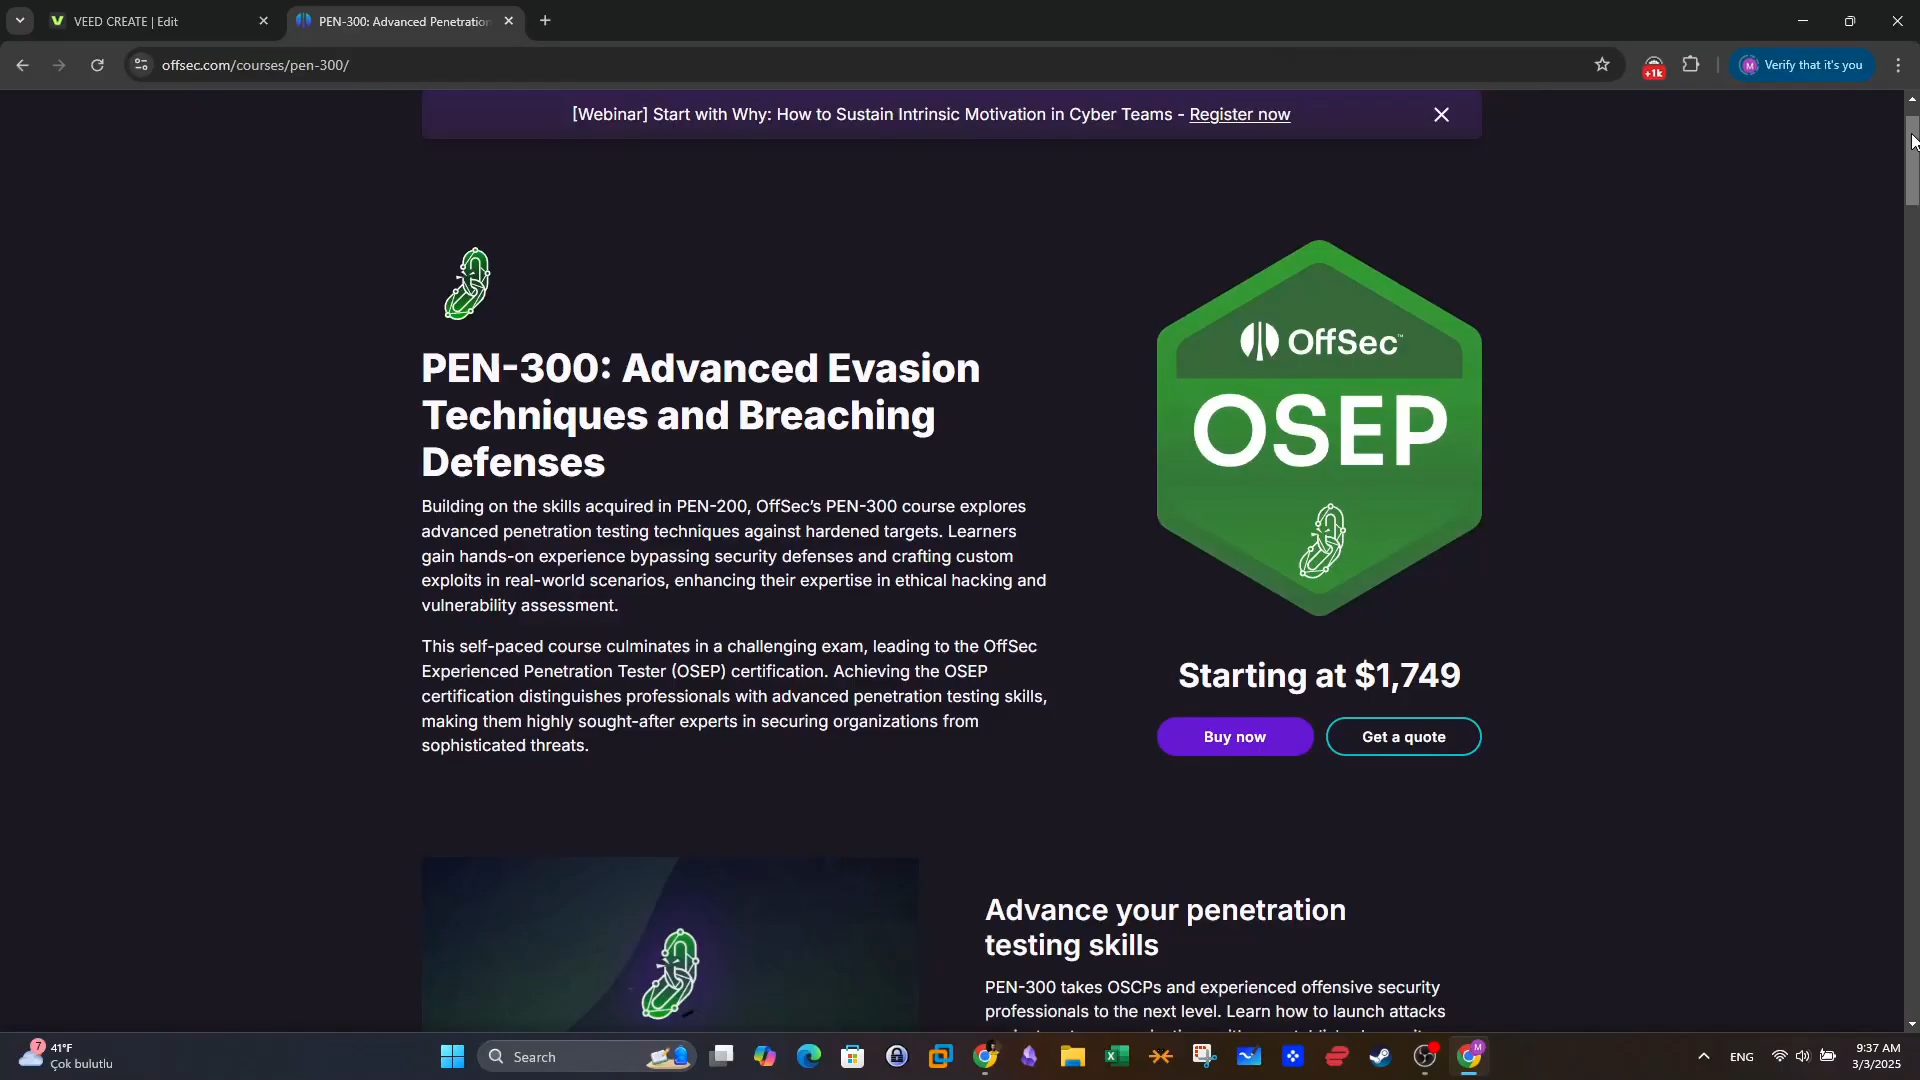 VEED CREATE | Edit
PEN-300: Advanced Penetration
offsec.com/courses/pen-300/
+1k
M
Verify that it's you
[Webinar] Start with Why: How to Sustain Intrinsic Motivation in Cyber Teams - Register now
PEN-300: Advanced Evasion
Techniques and Breaching
Defenses
Building on the skills acquired in PEN-200, OffSec’s PEN-300 course explores
advanced penetration testing techniques against hardened targets. Learners
gain hands-on experience bypassing security defenses and crafting custom
exploits in real-world scenarios, enhancing their expertise in ethical hacking and
vulnerability assessment.
This self-paced course culminates in a challenging exam, leading to the OffSec
Experienced Penetration Tester (OSEP) certification. Achieving the OSEP
certification distinguishes professionals with advanced penetration testing skills,
making them highly sought-after experts in securing organizations from
sophisticated threats.
OffSec™
OSEP
Starting at $1,749
Buy now
Get a quote
Advance your penetration
testing skills
PEN-300 takes OSCPs and experienced offensive security
professionals to the next level. Learn how to launch attacks
7
41°F
Çok bulutlu
Search
M
ENG
9:37 AM
3/3/2025